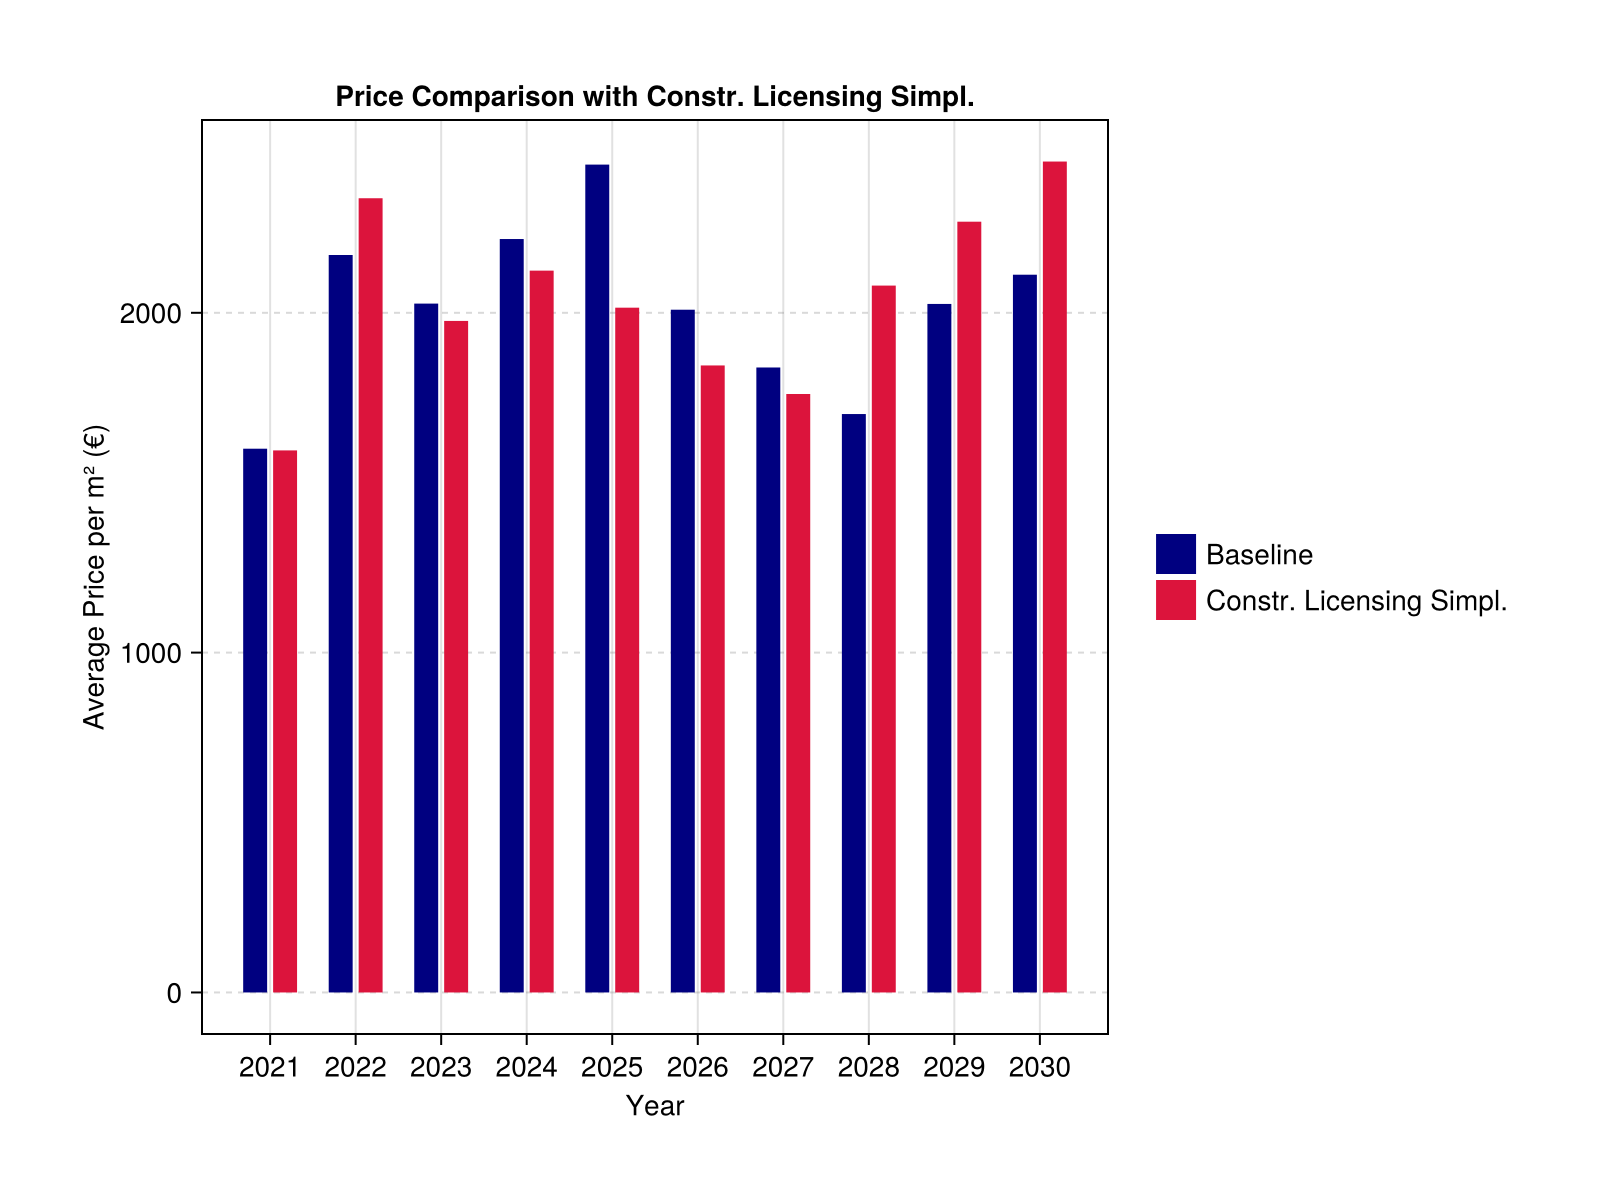 Price Comparison with Constr. Licensing Simpl.
Average Price per m² (€)
2000
1000
0
2021 2022 2023 2024 2025 2026 2027 2028 2029 2030
Year
Baseline
Constr. Licensing Simpl.